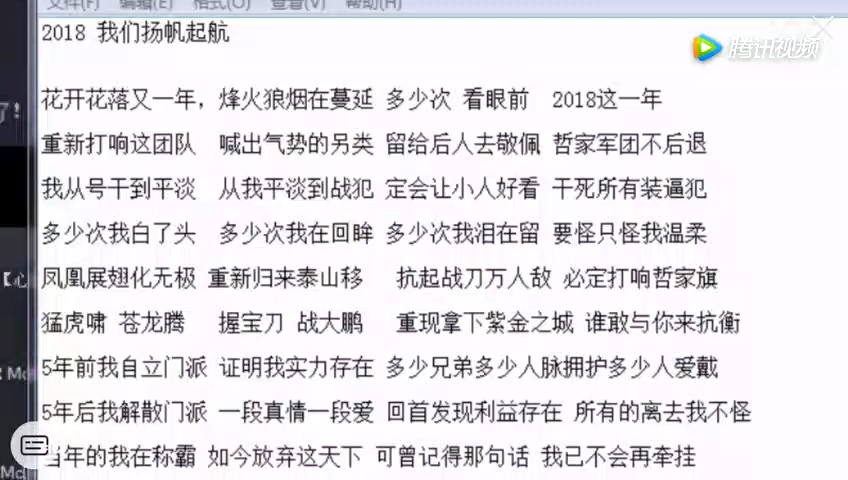 文件(F) 编辑(E) 格式(O) 查看(V) 帮助(H)
2018 我们扬帆起航
腾讯视频
花开花落又一年，烽火狼烟在蔓延 多少次 看眼前 2018这一年
重新打响这团队 喊出气势的另类 留给后人去敬佩 哲家军团不后退
我从号干到平淡 从我平淡到战犯 定会让小人好看 干死所有装逼犯
多少次我白了头 多少次我在回眸 多少次我泪在留 要怪只怪我温柔
凤凰展翅化无极 重新归来泰山移 抗起战刀万人敌 必定打响哲家旗
猛虎啸 苍龙腾 握宝刀 战大鹏 重现拿下紫金之城 谁敢与你来抗衡
5年前我自立门派 证明我实力存在 多少兄弟多少人脉拥护多少人爱戴
5年后我解散门派 一段真情一段爱 回首发现利益存在 所有的离去我不怪
当年的我在称霸 如今放弃这天下 可曾记得那句话 我已不会再牵挂
了！
【心